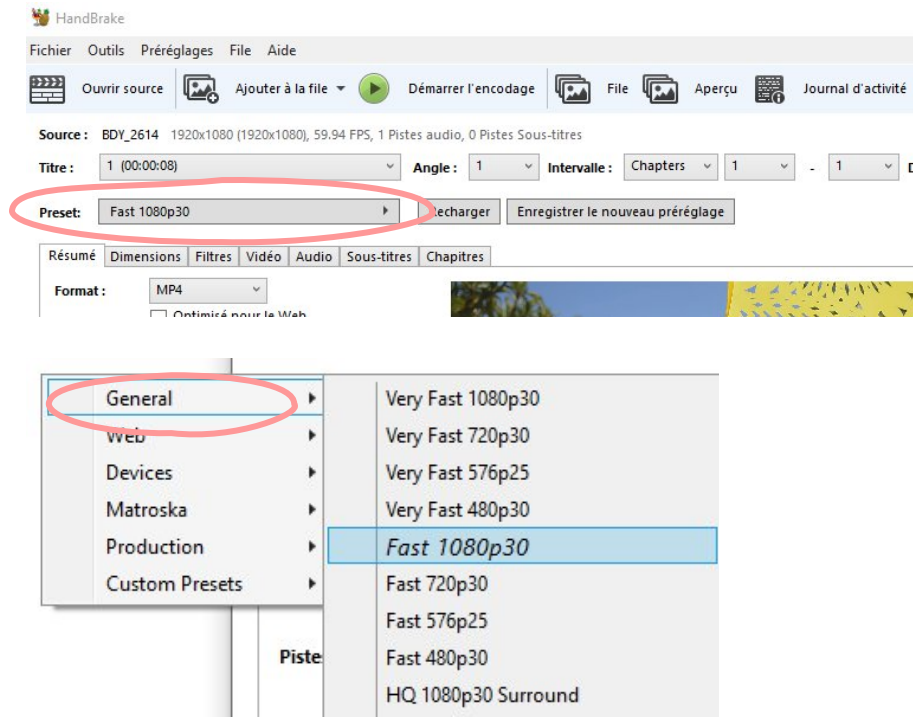 HandBrake
Fichier Outils Préréglages File Aide
Ouvrir source Ajouter à la file Démarrer l'encodage File Aperçu Journal d'activité
Source : BDY_2614 1920x1080 (1920x1080), 59.94 FPS, 1 Pistes audio, 0 Pistes Sous-titres
Titre : 1 (00:00:08) Angle : 1 Intervalle : Chapters 1 - 1
Preset: Fast 1080p30 Recharger Enregistrer le nouveau préréglage
Résumé Dimensions Filtres Vidéo Audio Sous-titres Chapitres
Format : MP4
Optimisé pour le Web
General
Web
Devices
Matroska
Production
Custom Presets
Very Fast 1080p30
Very Fast 720p30
Very Fast 576p25
Very Fast 480p30
Fast 1080p30
Fast 720p30
Fast 576p25
Fast 480p30
HQ 1080p30 Surround
Piste